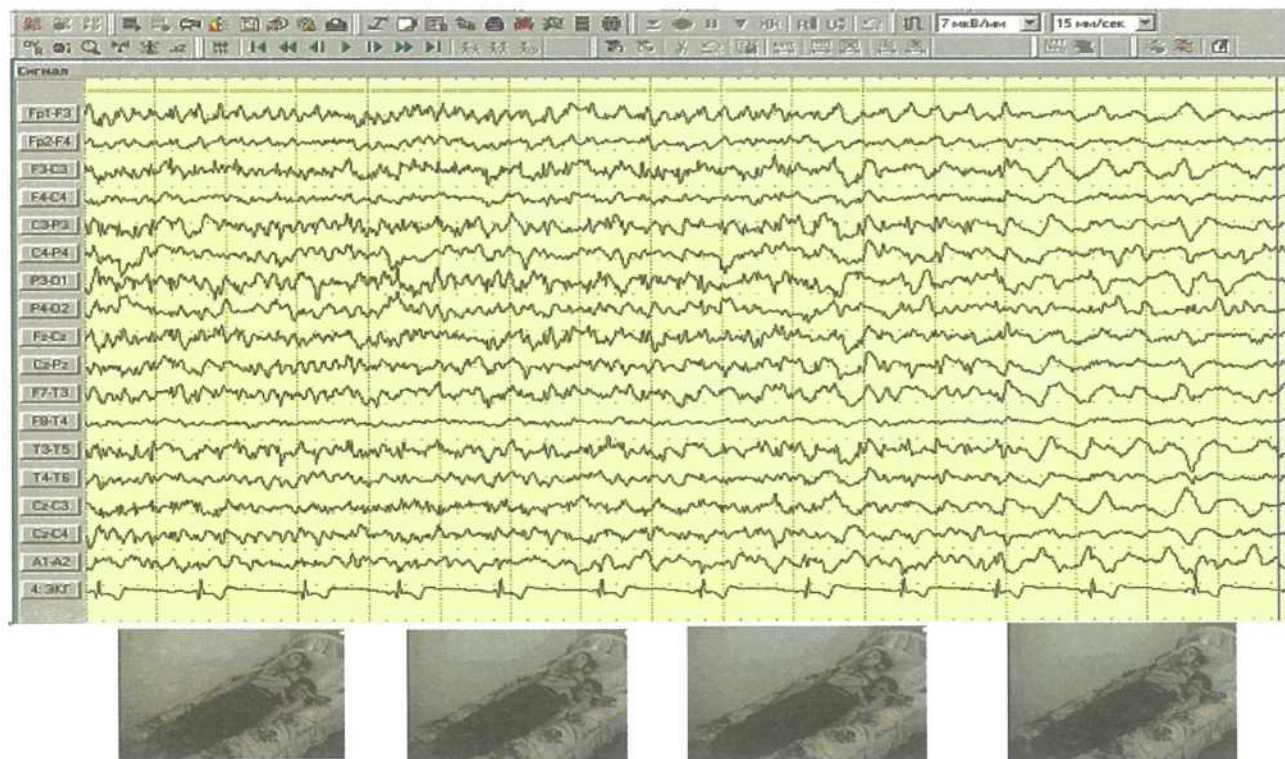 7 мкВ/мм 15 мм/сек
Сигнал
Fp1-F3
Fp2-F4
F3-C3
F4-C4
C3-P3
C4-P4
P3-O1
P4-O2
Fz-Cz
Cz-Pz
F7-T3
F8-T4
T3-T5
T4-T6
Cz-C3
Cz-C4
A1-A2
4: ЭКГ